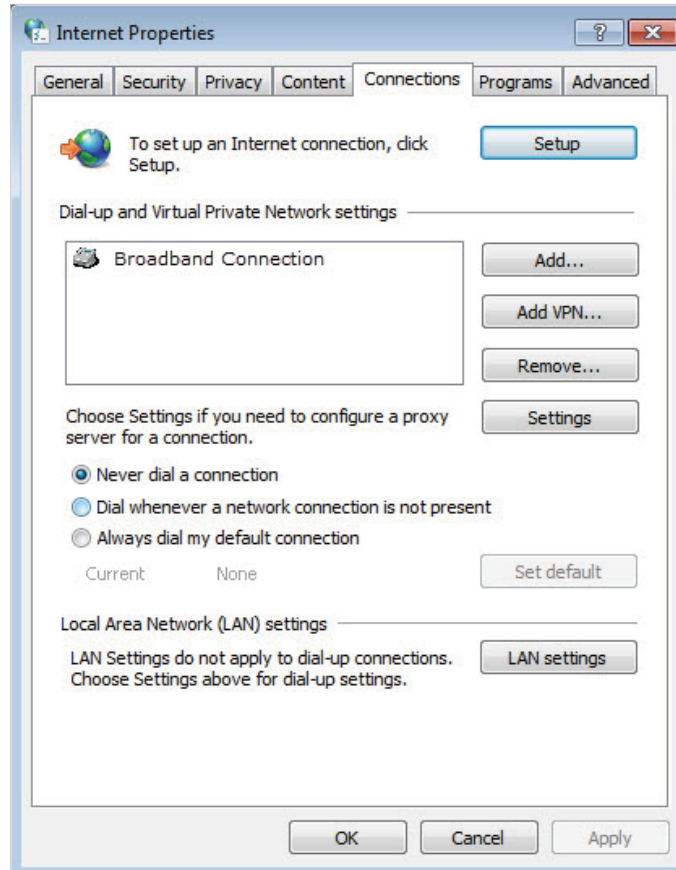 Internet Properties
General Security Privacy Content Connections Programs Advanced
To set up an Internet connection, click
Setup.
Setup
Dial-up and Virtual Private Network settings
Broadband Connection
Add...
Add VPN...
Remove...
Choose Settings if you need to configure a proxy
server for a connection.
Settings
Never dial a connection
Dial whenever a network connection is not present
Always dial my default connection
Current None
Set default
Local Area Network (LAN) settings
LAN Settings do not apply to dial-up connections.
Choose Settings above for dial-up settings.
LAN settings
OK Cancel Apply